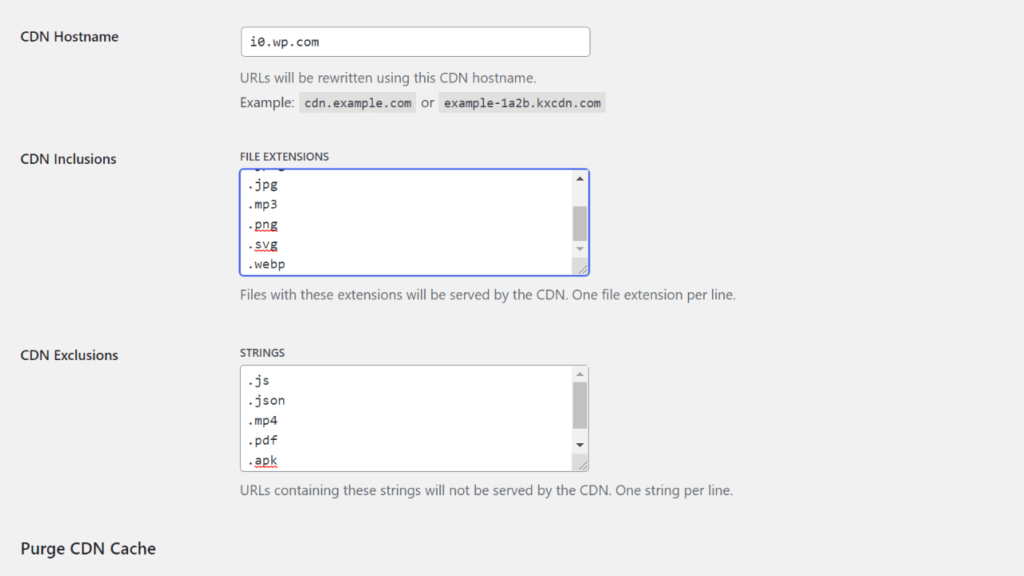 CDN Hostname
i0.wp.com
URLs will be rewritten using this CDN hostname.
Example: cdn.example.com or example-1a2b.kxcdn.com
CDN Inclusions
FILE EXTENSIONS
.jpg
.mp3
.png
.svg
.webp
Files with these extensions will be served by the CDN. One file extension per line.
CDN Exclusions
STRINGS
.js
.json
.mp4
.pdf
.apk
URLs containing these strings will not be served by the CDN. One string per line.
Purge CDN Cache